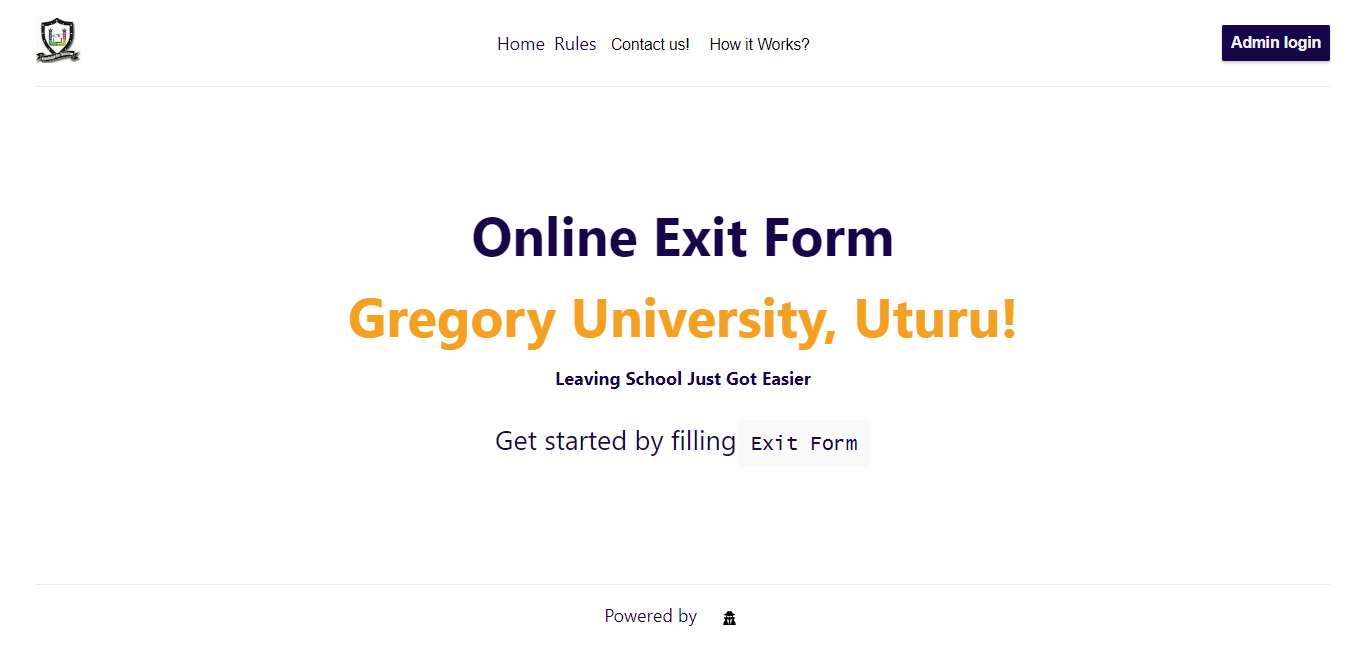 Home Rules Contact us! How it Works?
Admin login
Online Exit Form
Gregory University, Uturu!
Leaving School Just Got Easier
Get started by filling Exit Form
Powered by